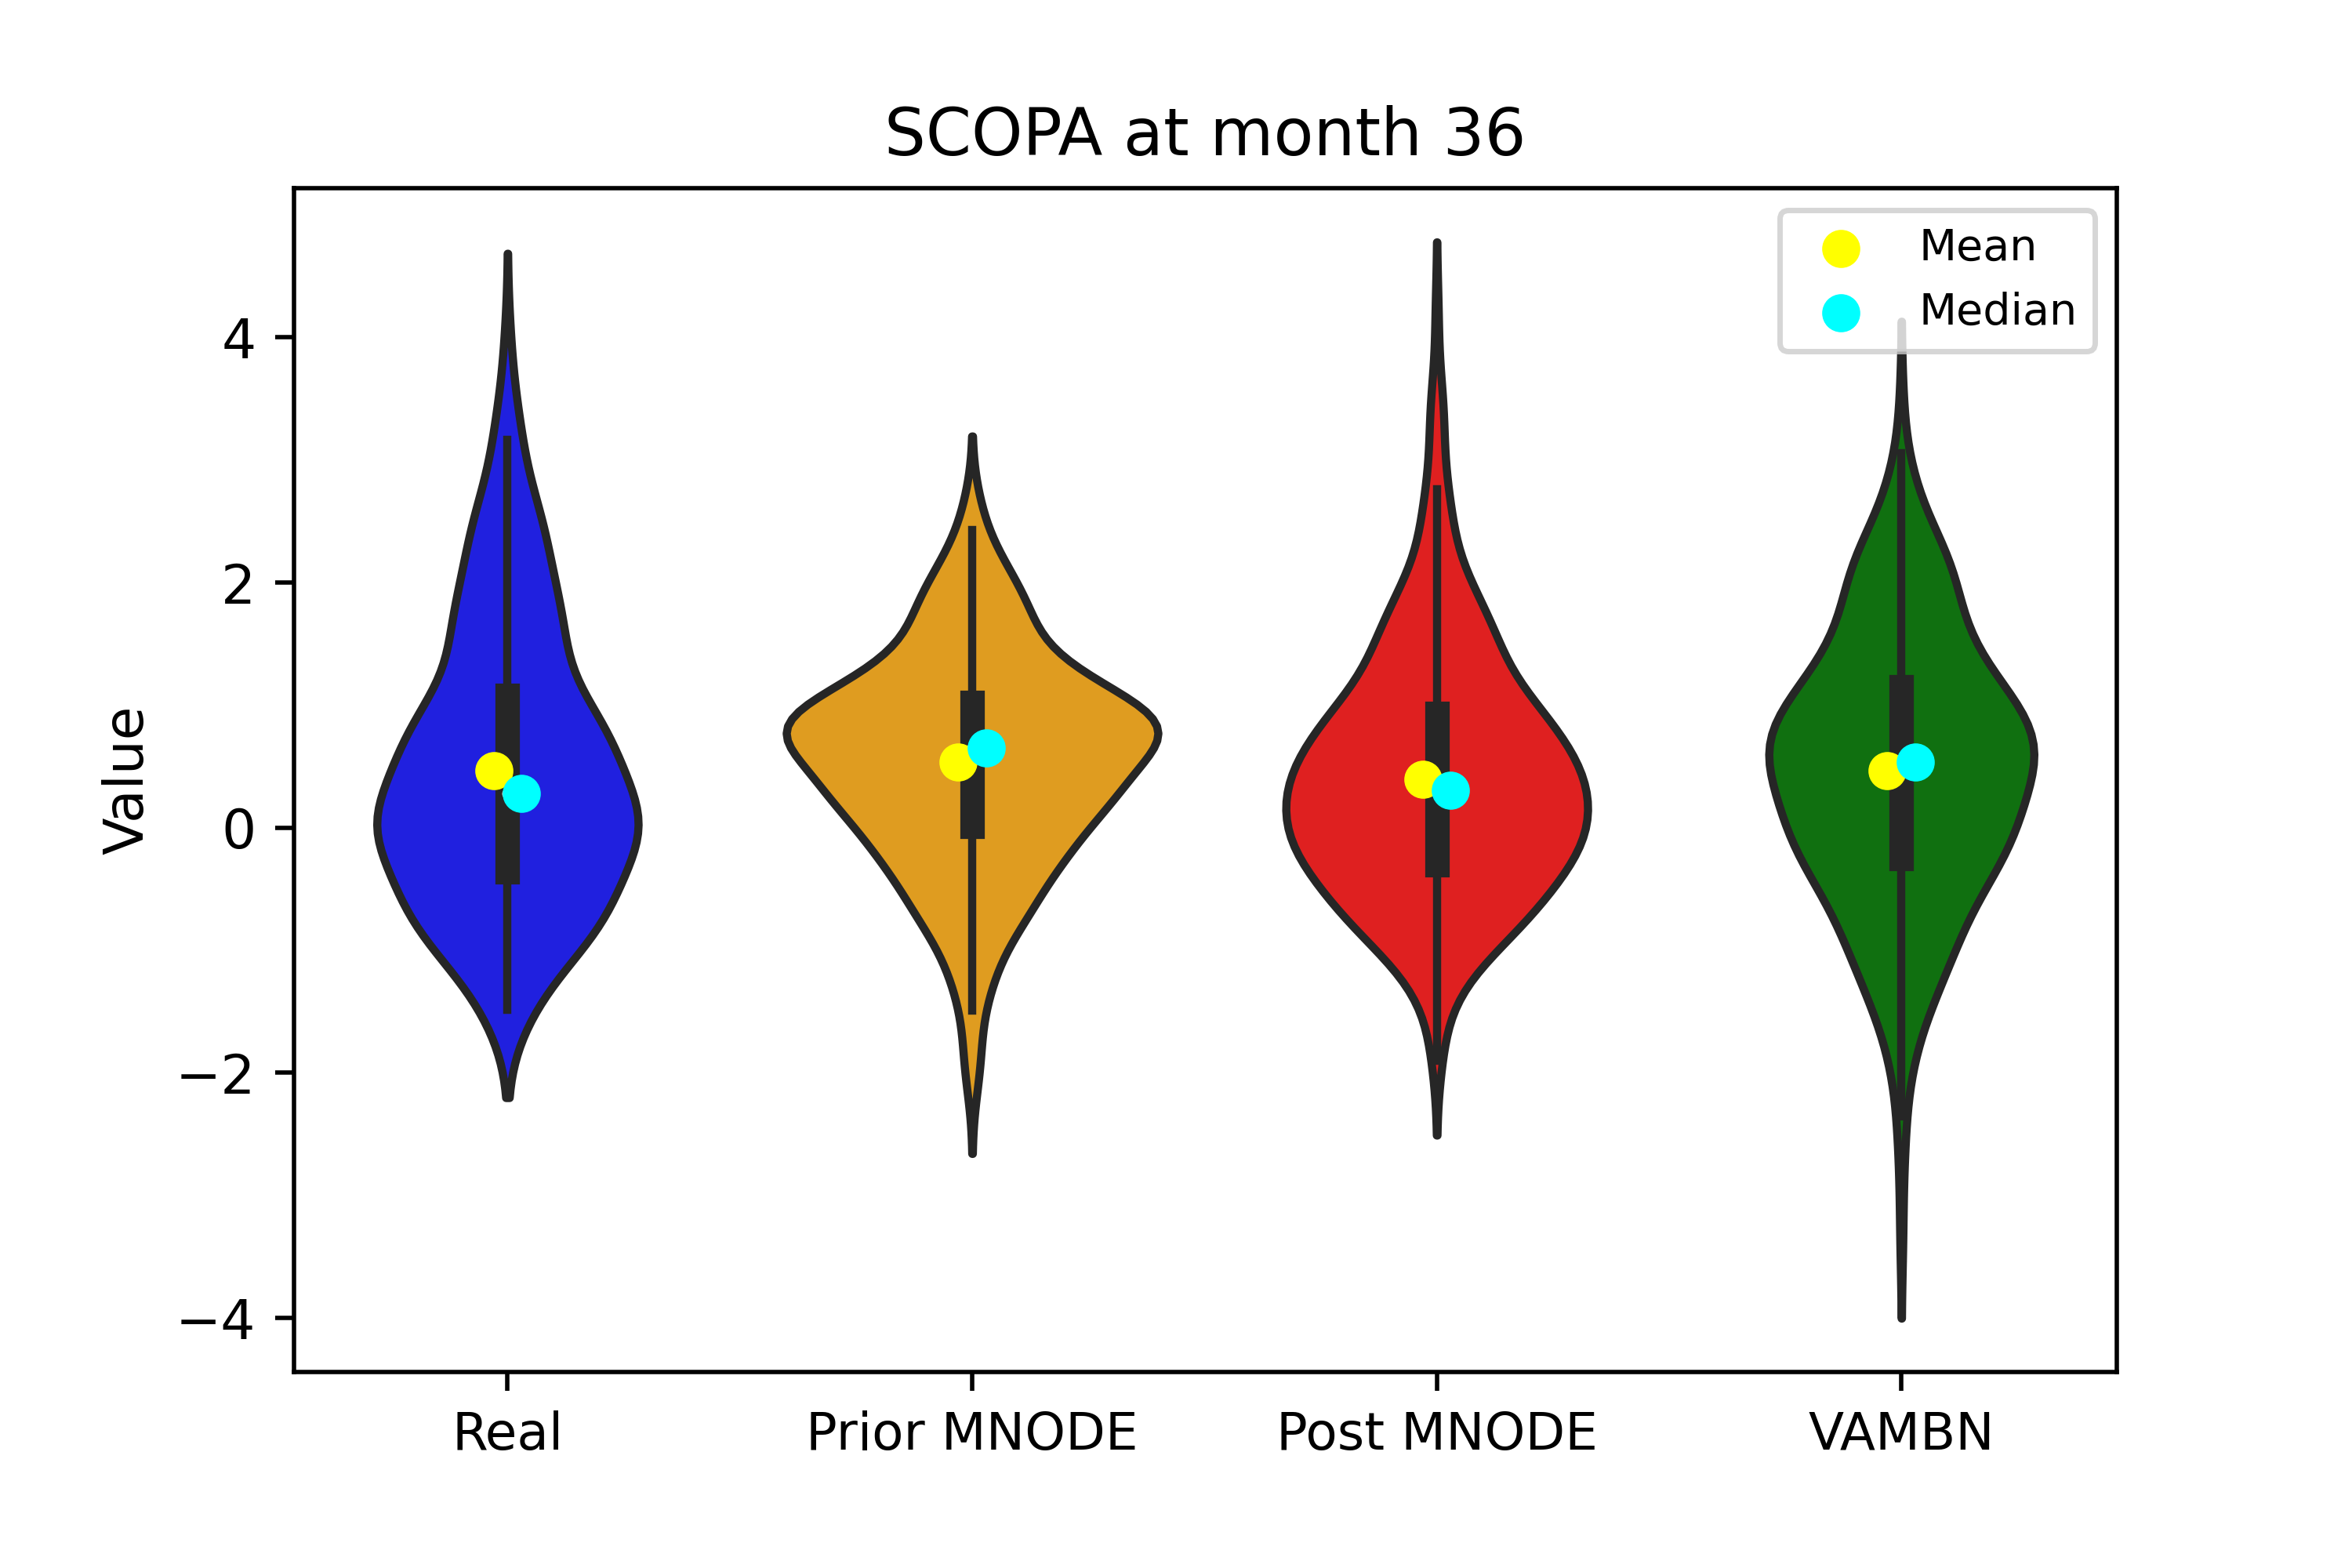 SCOPA at month 36
Mean
Median
Value
4
2
0
−2
−4
Real
Prior MNODE
Post MNODE
VAMBN